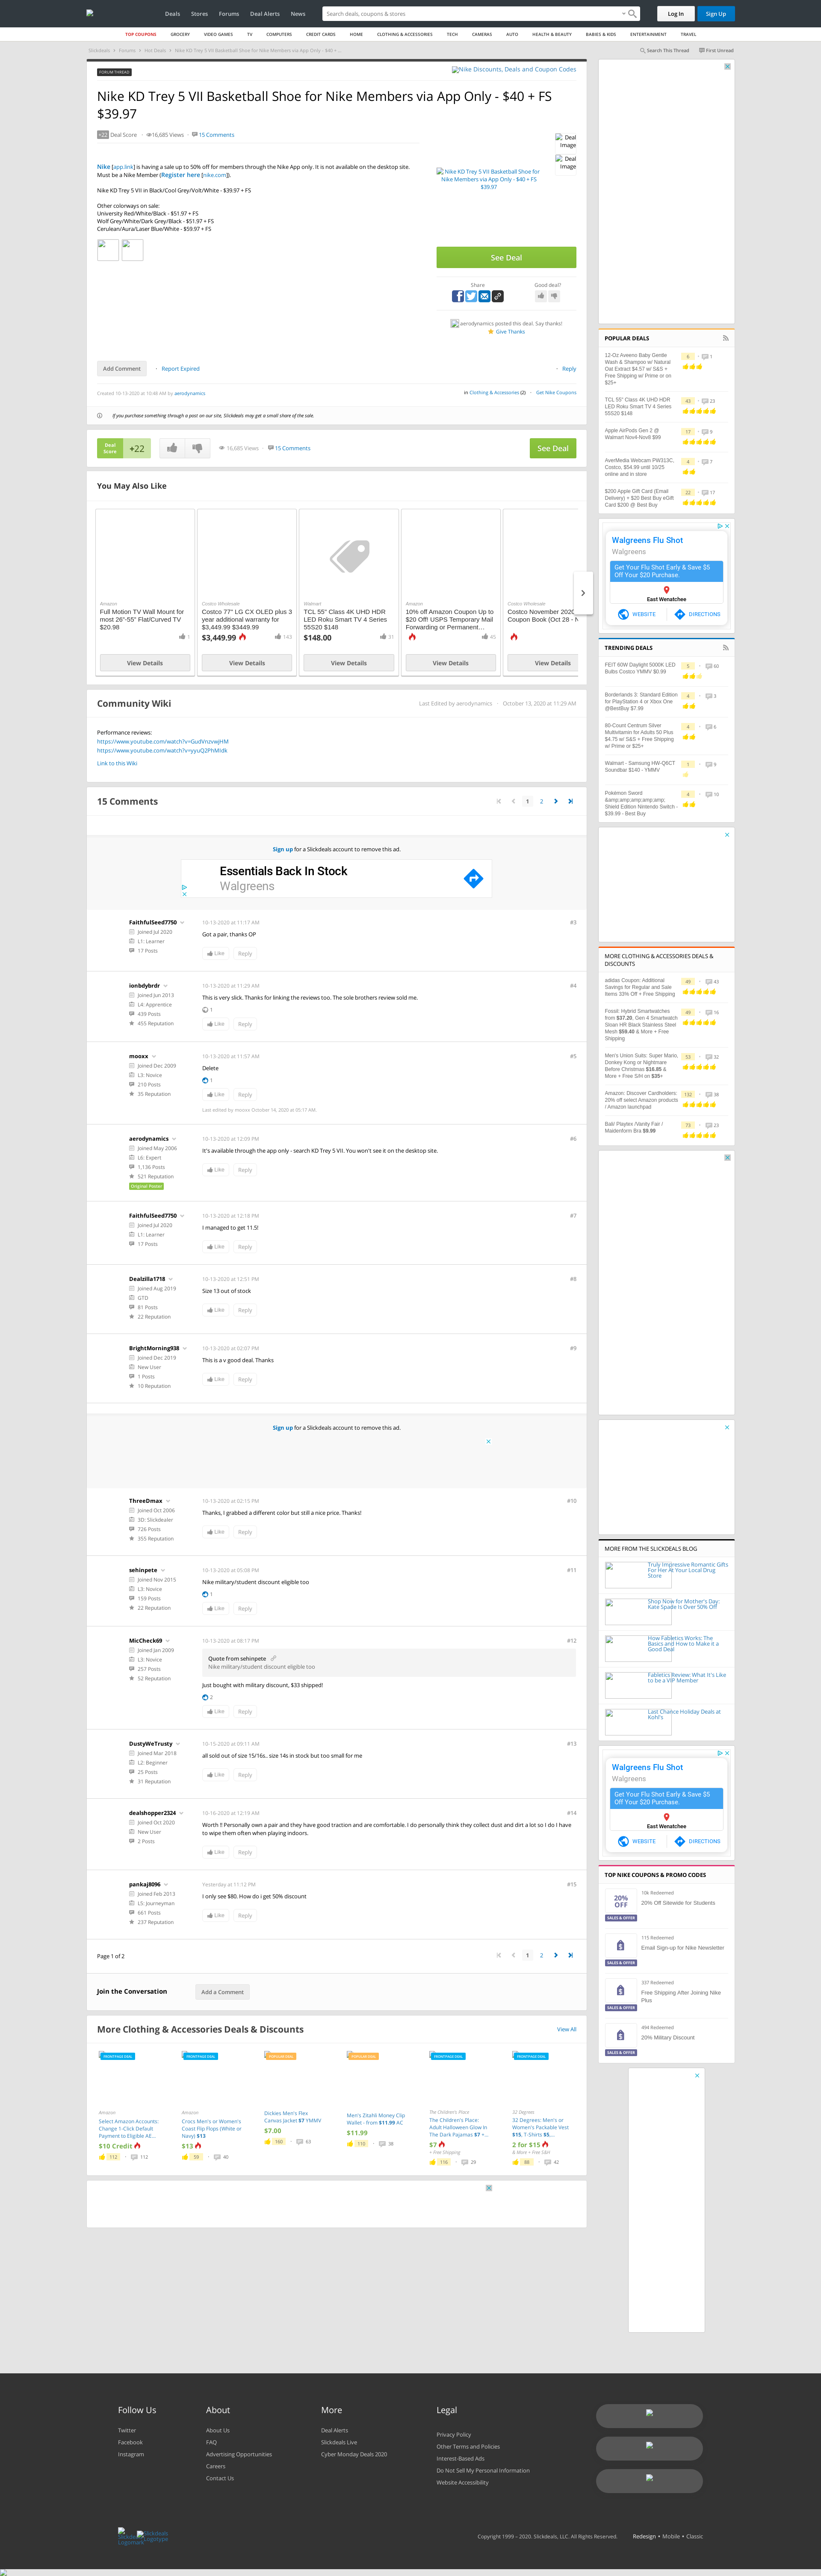 Deals
Stores
Forums
Deal Alerts
News
Search deals, coupons & stores
Log In
Sign Up
TOP COUPONS
GROCERY
VIDEO GAMES
TV
COMPUTERS
CREDIT CARDS
HOME
CLOTHING & ACCESSORIES
TECH
CAMERAS
AUTO
HEALTH & BEAUTY
BABIES & KIDS
ENTERTAINMENT
TRAVEL
Slickdeals > Forums > Hot Deals > Nike KD Trey 5 VII Basketball Shoe for Nike Members via App Only - $40 + ...
Search This Thread
First Unread
FORUM THREAD
Nike Discounts, Deals and Coupon Codes
Nike KD Trey 5 VII Basketball Shoe for Nike Members via App Only - $40 + FS
$39.97
+22 Deal Score
16,685 Views
15 Comments
Nike [app.link] is having a sale up to 50% off for members through the Nike App only. It is not available on the desktop site.
Must be a Nike Member (Register here [nike.com]).
Nike KD Trey 5 VII in Black/Cool Grey/Volt/White - $39.97 + FS
Other colorways on sale:
University Red/White/Black - $51.97 + FS
Wolf Grey/White/Dark Grey/Black - $51.97 + FS
Cerulean/Aura/Laser Blue/White - $59.97 + FS
Nike KD Trey 5 VII Basketball Shoe for
Nike Members via App Only - $40 + FS
$39.97
Deal
Image
Deal
Image
See Deal
Share
Good deal?
aerodynamics posted this deal. Say thanks!
Give Thanks
Add Comment
Report Expired
Reply
Created 10-13-2020 at 10:48 AM by aerodynamics
in Clothing & Accessories (2)
Get Nike Coupons
If you purchase something through a post on our site, Slickdeals may get a small share of the sale.
Deal
Score
+22
16,685 Views
15 Comments
See Deal
You May Also Like
Amazon
Full Motion TV Wall Mount for
most 26"-55" Flat/Curved TV
$20.98
1
View Details
Costco Wholesale
Costco 77" LG CX OLED plus 3
year additional warranty for
$3,449.99 $3449.99
$3,449.99
143
View Details
Walmart
TCL 55" Class 4K UHD HDR
LED Roku Smart TV 4 Series
55S20 $148
$148.00
31
View Details
Amazon
10% off Amazon Coupon Up to
$20 Off! USPS Temporary Mail
Forwarding or Permanent...
45
View Details
Costco Wholesale
Costco November 2020
Coupon Book (Oct 28 - N
View Details
Community Wiki
Last Edited by aerodynamics
October 13, 2020 at 11:29 AM
Performance reviews:
https://www.youtube.com/watch?v=GudVnzvwjHM
https://www.youtube.com/watch?v=yyuQ2PhMIdk
Link to this Wiki
15 Comments
1
2
Sign up for a Slickdeals account to remove this ad.
Essentials Back In Stock
Walgreens
FaithfulSeed7750
Joined Jul 2020
L1: Learner
17 Posts
10-13-2020 at 11:17 AM
#3
Got a pair, thanks OP
Like
Reply
ionbdybrdr
Joined Jun 2013
L4: Apprentice
439 Posts
455 Reputation
10-13-2020 at 11:29 AM
#4
This is very slick. Thanks for linking the reviews too. The sole brothers review sold me.
1
Like
Reply
mooxx
Joined Dec 2009
L3: Novice
210 Posts
35 Reputation
10-13-2020 at 11:57 AM
#5
Delete
1
Like
Reply
Last edited by mooxx October 14, 2020 at 05:17 AM.
aerodynamics
Joined May 2006
L6: Expert
1,136 Posts
521 Reputation
Original Poster
10-13-2020 at 12:09 PM
#6
It's available through the app only - search KD Trey 5 VII. You won't see it on the desktop site.
Like
Reply
FaithfulSeed7750
Joined Jul 2020
L1: Learner
17 Posts
10-13-2020 at 12:18 PM
#7
I managed to get 11.5!
Like
Reply
Dealzilla1718
Joined Aug 2019
GTD
81 Posts
22 Reputation
10-13-2020 at 12:51 PM
#8
Size 13 out of stock
Like
Reply
BrightMorning938
Joined Dec 2019
New User
1 Posts
10 Reputation
10-13-2020 at 02:07 PM
#9
This is a v good deal. Thanks
Like
Reply
Sign up for a Slickdeals account to remove this ad.
ThreeDmax
Joined Oct 2006
3D: Slickdealer
726 Posts
355 Reputation
10-13-2020 at 02:15 PM
#10
Thanks, I grabbed a different color but still a nice price. Thanks!
Like
Reply
sehinpete
Joined Nov 2015
L3: Novice
159 Posts
22 Reputation
10-13-2020 at 05:08 PM
#11
Nike military/student discount eligible too
1
Like
Reply
MicCheck69
Joined Jan 2009
L3: Novice
257 Posts
52 Reputation
10-13-2020 at 08:17 PM
#12
Quote from sehinpete
Nike military/student discount eligible too
Just bought with military discount, $33 shipped!
2
Like
Reply
DustyWeTrusty
Joined Mar 2018
L2: Beginner
25 Posts
31 Reputation
10-15-2020 at 09:11 AM
#13
all sold out of size 15/16s.. size 14s in stock but too small for me
Like
Reply
dealshopper2324
Joined Oct 2020
New User
2 Posts
10-16-2020 at 12:19 AM
#14
Worth !! Personally own a pair and they have good traction and are comfortable. I do personally think they collect dust and dirt a lot so I do have
to wipe them often when playing indoors.
Like
Reply
pankaj8096
Joined Feb 2013
L5: Journeyman
661 Posts
237 Reputation
Yesterday at 11:12 PM
#15
I only see $80. How do i get 50% discount
Like
Reply
Page 1 of 2
1
2
Join the Conversation
Add a Comment
More Clothing & Accessories Deals & Discounts
View All
FRONTPAGE DEAL
Amazon
Select Amazon Accounts:
Change 1-Click Default
Payment to Eligible AE...
$10 Credit
112
112
FRONTPAGE DEAL
Amazon
Crocs Men's or Women's
Coast Flip Flops (White or
Navy) $13
$13
59
40
POPULAR DEAL
Dickies Men's Flex
Canvas Jacket $7 YMMV
$7.00
169
63
POPULAR DEAL
Men's Zitahli Money Clip
Wallet - from $11.99 AC
$11.99
110
38
FRONTPAGE DEAL
The Children's Place
The Children's Place:
Adult Halloween Glow In
The Dark Pajamas $7 +...
$7
+ Free Shipping
116
29
FRONTPAGE DEAL
32 Degrees
32 Degrees: Men's or
Women's Packable Vest
$15, T-Shirts $5,...
2 for $15
& More + Free S&H
88
42
POPULAR DEALS
12-Oz Aveeno Baby Gentle
Wash & Shampoo w/ Natural
Oat Extract $4.57 w/ S&S +
Free Shipping w/ Prime or on
$25+
6
1
TCL 55" Class 4K UHD HDR
LED Roku Smart TV 4 Series
55S520 $148
43
23
Apple AirPods Gen 2 @
Walmart Nov4-Nov8 $99
17
9
AverMedia Webcam PW313C,
Costco, $54.99 until 10/25
online and in store
4
7
$200 Apple Gift Card (Email
Delivery) + $20 Best Buy eGift
Card $200 @ Best Buy
22
17
Walgreens Flu Shot
Walgreens
Get Your Flu Shot Early & Save $5
Off Your $20 Purchase.
East Wenatchee
WEBSITE
DIRECTIONS
TRENDING DEALS
FEIT 60W Daylight 5000K LED
Bulbs Costco YMMV $0.99
5
60
Borderlands 3: Standard Edition
for PlayStation 4 or Xbox One
@BestBuy $7.99
4
3
80-Count Centrum Silver
Multivitamin for Adults 50 Plus
$4.75 w/ S&S + Free Shipping
w/ Prime or $25+
4
6
Walmart - Samsung HW-Q6CT
Soundbar $140 - YMMV
1
9
Pokémon Sword
&amp;amp;amp;amp;amp;
Shield Edition Nintendo Switch -
$39.99 - Best Buy
4
10
MORE CLOTHING & ACCESSORIES DEALS &
DISCOUNTS
adidas Coupon: Additional
Savings for Regular and Sale
Items 33% Off + Free Shipping
49
43
Fossil: Hybrid Smartwatches
from $37.20, Gen 4 Smartwatch
Sloan HR Black Stainless Steel
Mesh $59.40 & More + Free
Shipping
49
16
Men's Union Suits: Super Mario,
Donkey Kong or Nightmare
Before Christmas $16.85 &
More + Free S/H on $35+
53
32
Amazon: Discover Cardholders:
20% off select Amazon products
/ Amazon launchpad
132
38
Bali/ Playtex /Vanity Fair /
Maidenform Bra $9.99
73
23
MORE FROM THE SLICKDEALS BLOG
Truly Impressive Romantic Gifts
For Her At Your Local Drug
Store
Shop Now for Mother's Day:
Kate Spade is Over 50% Off
How Fabletics Works: The
Basics and How to Make it a
Good Deal
Fabletics Review: What It's Like
to be a VIP Member
Last Chance Holiday Deals at
Kohl's
Walgreens Flu Shot
Walgreens
Get Your Flu Shot Early & Save $5
Off Your $20 Purchase.
East Wenatchee
WEBSITE
DIRECTIONS
TOP NIKE COUPONS & PROMO CODES
20%
OFF
SALES & OFFER
10k Redeemed
20% Off Sitewide for Students
SALES & OFFER
115 Redeemed
Email Sign-up for Nike Newsletter
SALES & OFFER
337 Redeemed
Free Shipping After Joining Nike
Plus
SALES & OFFER
494 Redeemed
20% Military Discount
Follow Us
Twitter
Facebook
Instagram
About
About Us
FAQ
Advertising Opportunities
Careers
Contact Us
More
Deal Alerts
Slickdeals Live
Cyber Monday Deals 2020
Legal
Privacy Policy
Other Terms and Policies
Interest-Based Ads
Do Not Sell My Personal Information
Website Accessibility
Copyright 1999 - 2020. Slickdeals, LLC. All Rights Reserved.
Redesign • Mobile • Classic